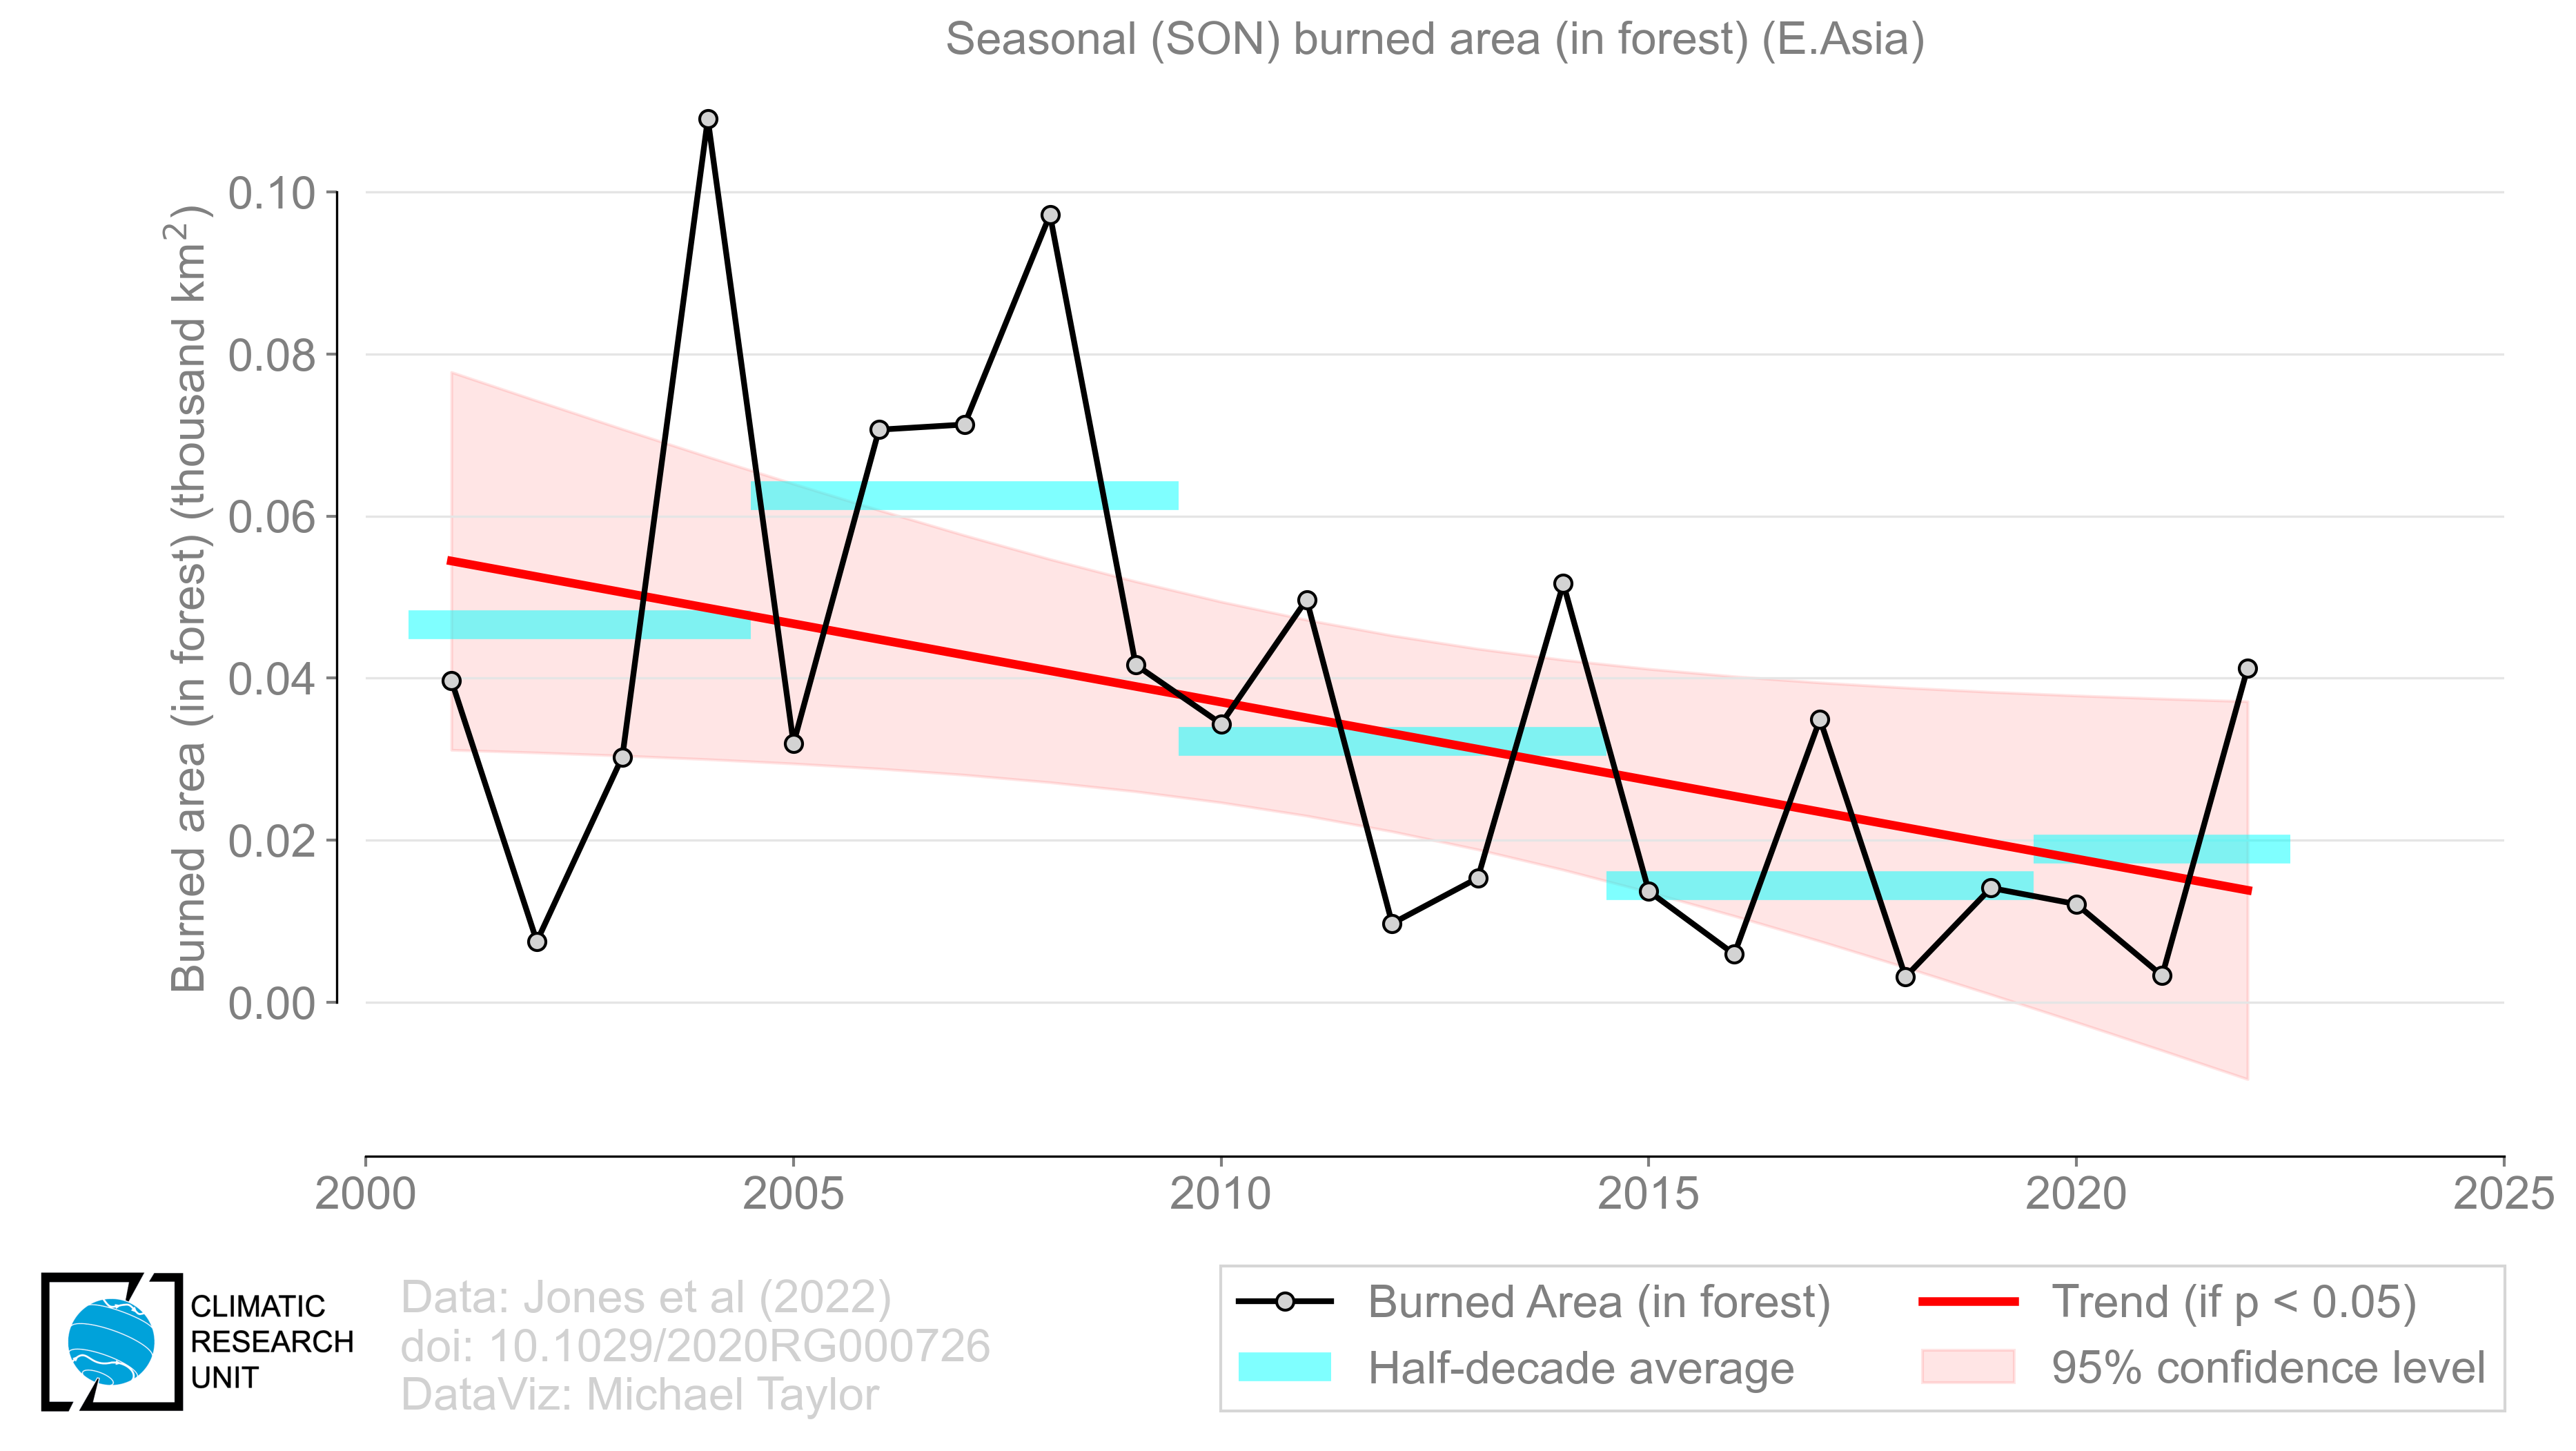 Seasonal (SON) burned area (in forest) (E.Asia)
Burned area (in forest) (thousand km²)
0.10
0.08
0.06
0.04
0.02
0.00
2000 2005 2010 2015 2020 2025
CLIMATIC
RESEARCH
UNIT
Data: Jones et al (2022)
doi: 10.1029/2020RG000726
DataViz: Michael Taylor
Burned Area (in forest)
Half-decade average
Trend (if p < 0.05)
95% confidence level